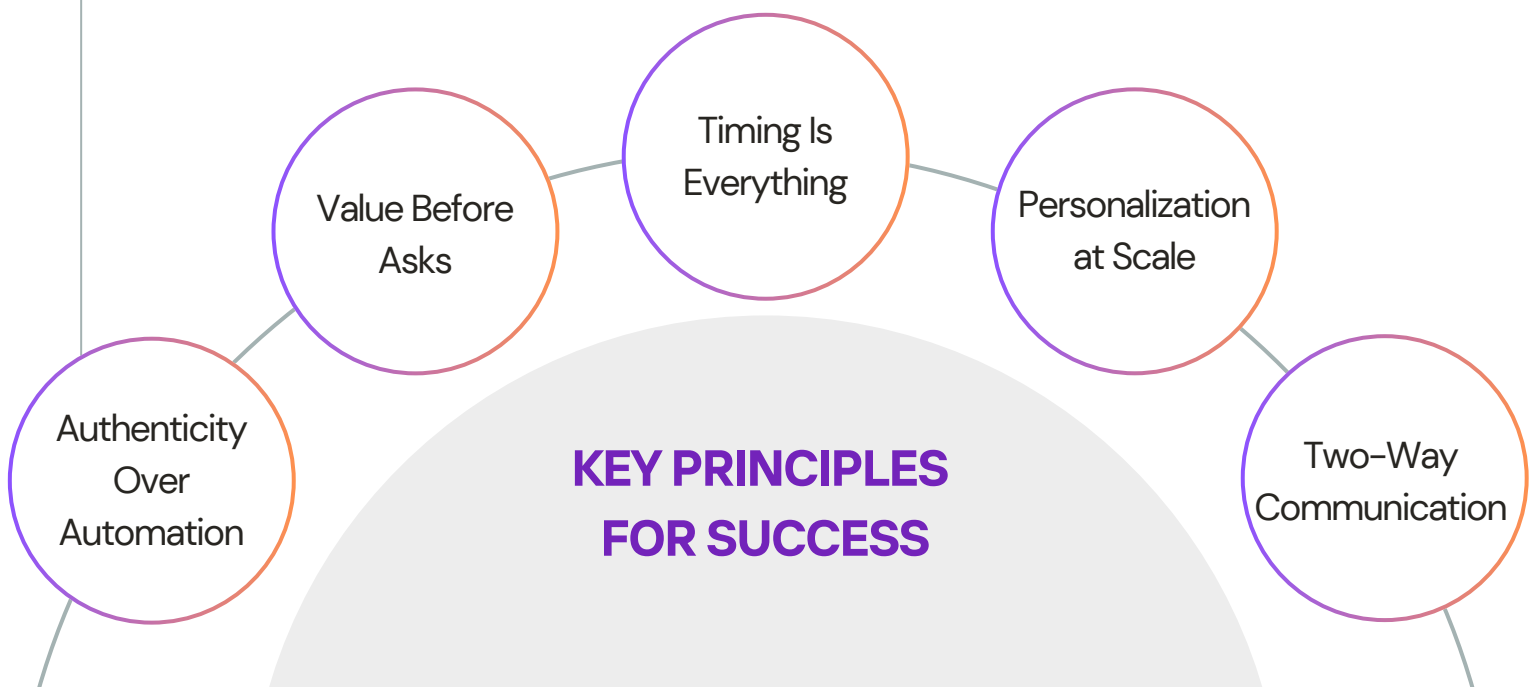 Timing Is
Everything
Value Before
Asks
Personalization
at Scale
Authenticity
Over
Automation
Two-Way
Communication
KEY PRINCIPLES
FOR SUCCESS